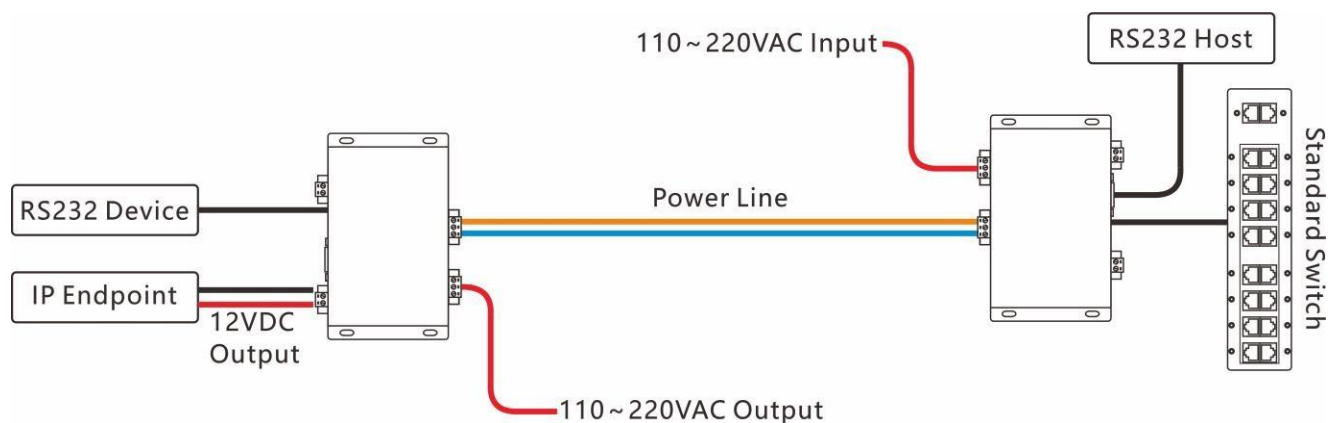 110~220VAC Input
RS232 Host
Standard Switch
Power Line
RS232 Device
IP Endpoint
12VDC
Output
110~220VAC Output